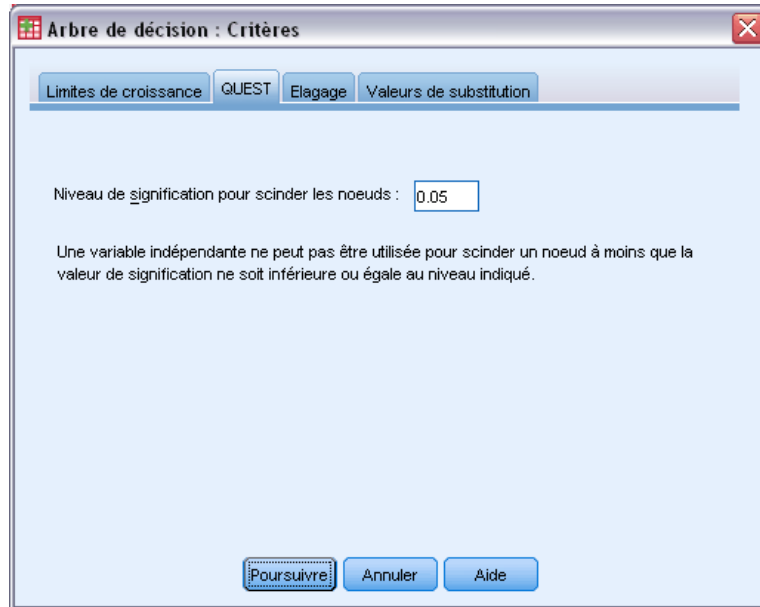 Arbre de décision : Critères
Limites de croissance QUEST Elagage Valeurs de substitution
Niveau de signification pour scinder les noeuds : 0.05
Une variable indépendante ne peut pas être utilisée pour scinder un noeud à moins que la
valeur de signification ne soit inférieure ou égale au niveau indiqué.
Poursuivre Annuler Aide